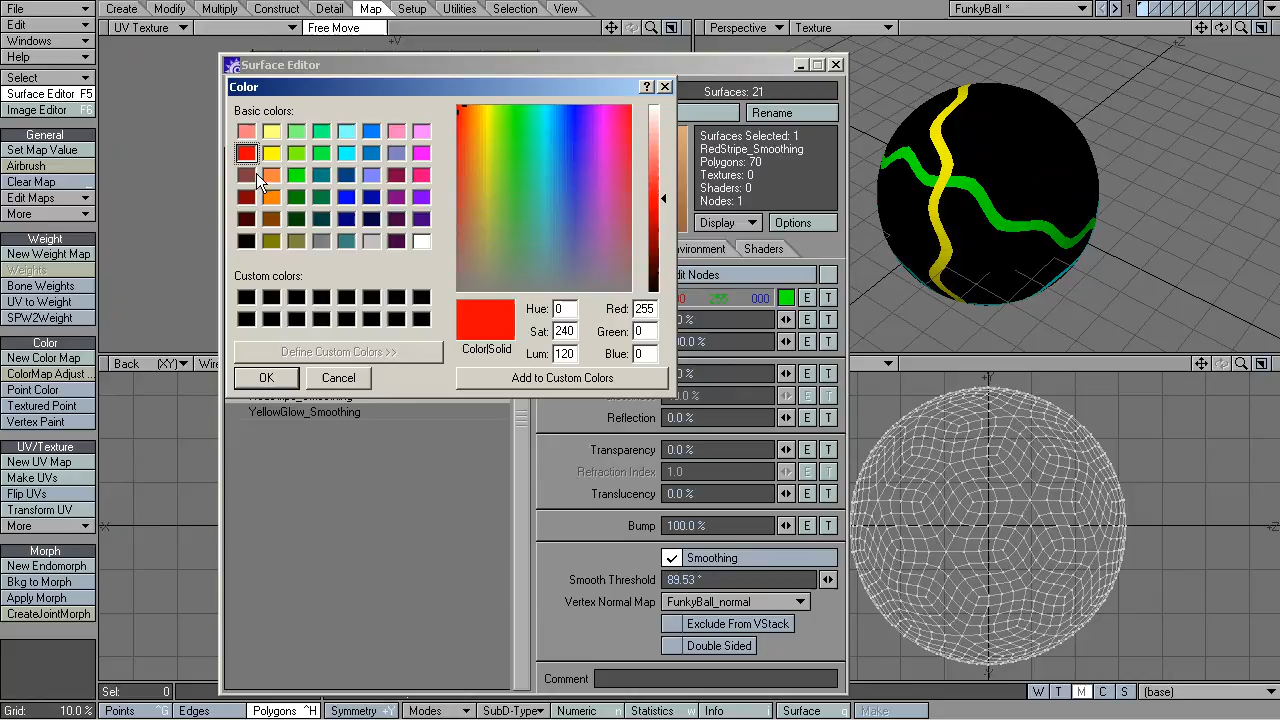 File
Create Modify Multiply Construct Detail Map Setup Utilities Selection View
FunkyBall *
1
Edit
Windows
Help
UV Texture
Free Move
Perspective
Texture
+V
Select
Surface Editor F5
Image Editor F6
General
Set Map Value
Airbrush
Clear Map
Edit Maps
More
Weight
New Weight Map
Weights
Bone Weights
UV to Weight
SPW2Weight
Color
New Color Map
ColorMap Adjust ..
Point Color
Textured Point
Vertex Paint
UV/Texture
New UV Map
Make UVs
Flip UVs
Transform UV
More
Morph
New Endomorph
Bkg to Morph
Apply Morph
CreateJointMorph
Back (XY)
Surface Editor
Color
Basic colors:
Custom colors:
Define Custom Colors >>
OK Cancel
Hue: 0 Red: 255
Sat: 240 Green: 0
Color|Solid
Lum: 120 Blue: 0
Add to Custom Colors
Surfaces: 21
Rename
Surfaces Selected: 1
RedStripe_Smoothing
Polygons: 70
Shaders: 0
Nodes: 1
Display Options
Shaders
255 000 E T
E T
E T
E T
E T
YellowGlow_Smoothing
Reflection 0.0 % E T
Transparency 0.0 % E T
Refraction Index 1.0 E T
Translucency 0.0 % E T
Bump 100.0 % E T
Smoothing
Smooth Threshold 89.53 °
Vertex Normal Map FunkyBall_normal
Exclude From VStack
Double Sided
Comment
Sel: 0
W T M C S (base)
Grid: 10.0 % Points ^G Edges Polygons ^H Symmetry +Y Modes SubD-Type Numeric n Statistics w Info i Surface q Make